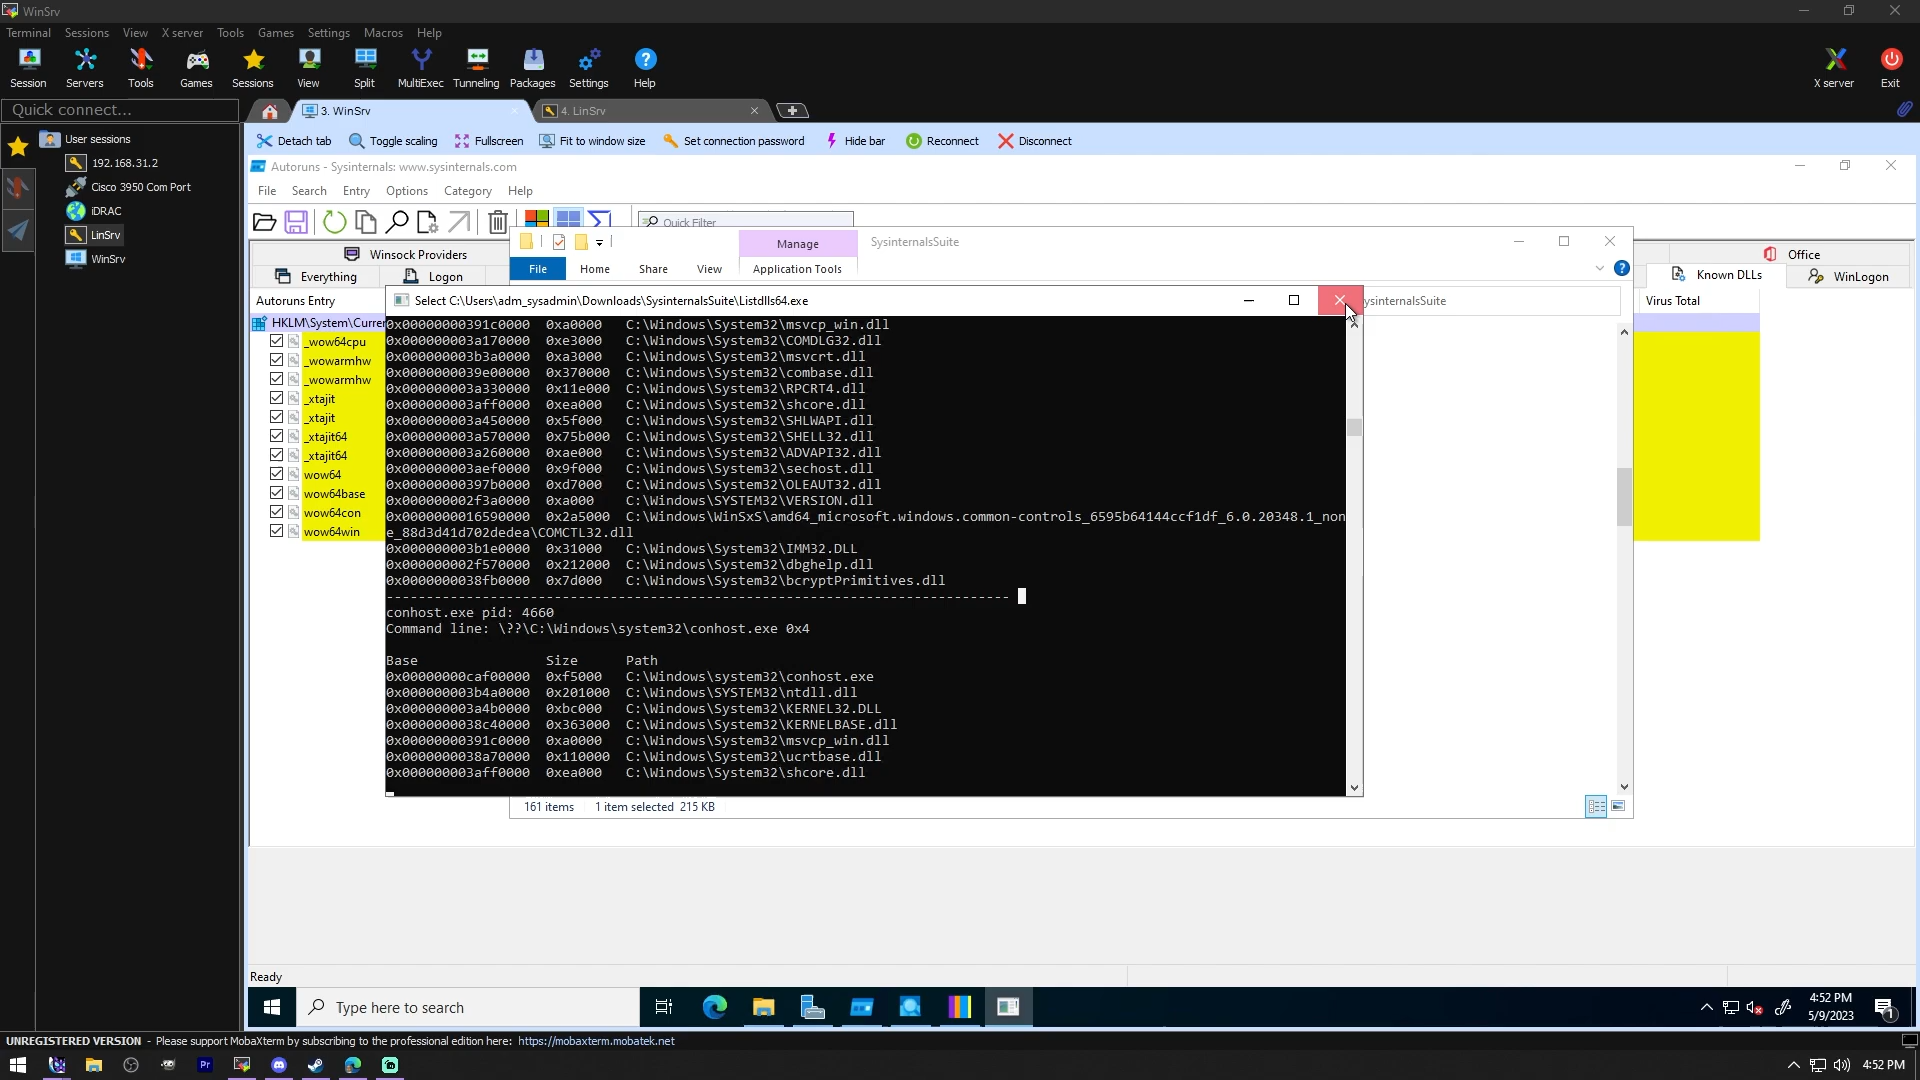 WinSrv
Terminal Sessions View X server Tools Games Settings Macros Help
Session Servers Tools Games Sessions View Split MultiExec Tunneling Packages Settings Help X server Exit
Quick connect...
3. WinSrv
4. LinSrv
User sessions
192.168.31.2
Cisco 3950 Com Port
iDRAC
LinSrv
WinSrv
Detach tab Toggle scaling Fullscreen Fit to window size Set connection password Hide bar Reconnect Disconnect
Autoruns - Sysinternals: www.sysinternals.com
File Search Entry Options Category Help
Quick Filter
Winsock Providers
Office
Everything
Logon
Known DLLs
WinLogon
Autoruns Entry
Virus Total
HKLM\System\Curre
_wow64cpu
_wowarmhw
_wowarmhw
_xtajit
_xtajit
_xtajit64
_xtajit64
wow64
wow64base
wow64con
wow64win
Manage
SysinternalsSuite
File Home Share View Application Tools
ysinternalsSuite
Select C:\Users\adm_sysadmin\Downloads\SysinternalsSuite\Listdlls64.exe
0x00000000391c0000 0xa0000 C:\Windows\System32\msvcp_win.dll
0x000000003a170000 0xe3000 C:\Windows\System32\COMDLG32.dll
0x000000003b3a0000 0xa3000 C:\Windows\System32\msvcrt.dll
0x0000000039e00000 0x370000 C:\Windows\System32\combase.dll
0x000000003a330000 0x11e000 C:\Windows\System32\RPCRT4.dll
0x000000003aff0000 0xea000 C:\Windows\System32\shcore.dll
0x000000003a450000 0x5f000 C:\Windows\System32\SHLWAPI.dll
0x000000003a570000 0x75b000 C:\Windows\System32\SHELL32.dll
0x000000003a260000 0xae000 C:\Windows\System32\ADVAPI32.dll
0x000000003aef0000 0x9f000 C:\Windows\System32\sechost.dll
0x00000000397b0000 0xd7000 C:\Windows\System32\OLEAUT32.dll
0x000000002f3a0000 0xa000 C:\Windows\SYSTEM32\VERSION.dll
0x0000000016590000 0x2a5000 C:\Windows\WinSxS\amd64_microsoft.windows.common-controls_6595b64144ccf1df_6.0.20348.1_non
e_88d3d41d702dedea\COMCTL32.dll
0x000000003b1e0000 0x31000 C:\Windows\System32\IMM32.DLL
0x000000002f570000 0x212000 C:\Windows\System32\dbghelp.dll
0x0000000038fb0000 0x7d000 C:\Windows\System32\bcryptPrimitives.dll
------------------------------------------------------------------------------
conhost.exe pid: 4660
Command line: \??\C:\Windows\system32\conhost.exe 0x4
Base Size Path
0x00000000caf00000 0xf5000 C:\Windows\system32\conhost.exe
0x000000003b4a0000 0x201000 C:\Windows\SYSTEM32\ntdll.dll
0x000000003a4b0000 0xbc000 C:\Windows\System32\KERNEL32.DLL
0x0000000038c40000 0x363000 C:\Windows\System32\KERNELBASE.dll
0x00000000391c0000 0xa0000 C:\Windows\System32\msvcp_win.dll
0x0000000038a70000 0x110000 C:\Windows\System32\ucrtbase.dll
0x000000003aff0000 0xea000 C:\Windows\System32\shcore.dll
161 items 1 item selected 215 KB
Ready
Type here to search
4:52 PM
5/9/2023
1
UNREGISTERED VERSION - Please support MobaXterm by subscribing to the professional edition here: https://mobaxterm.mobatek.net
Pr
4:52 PM